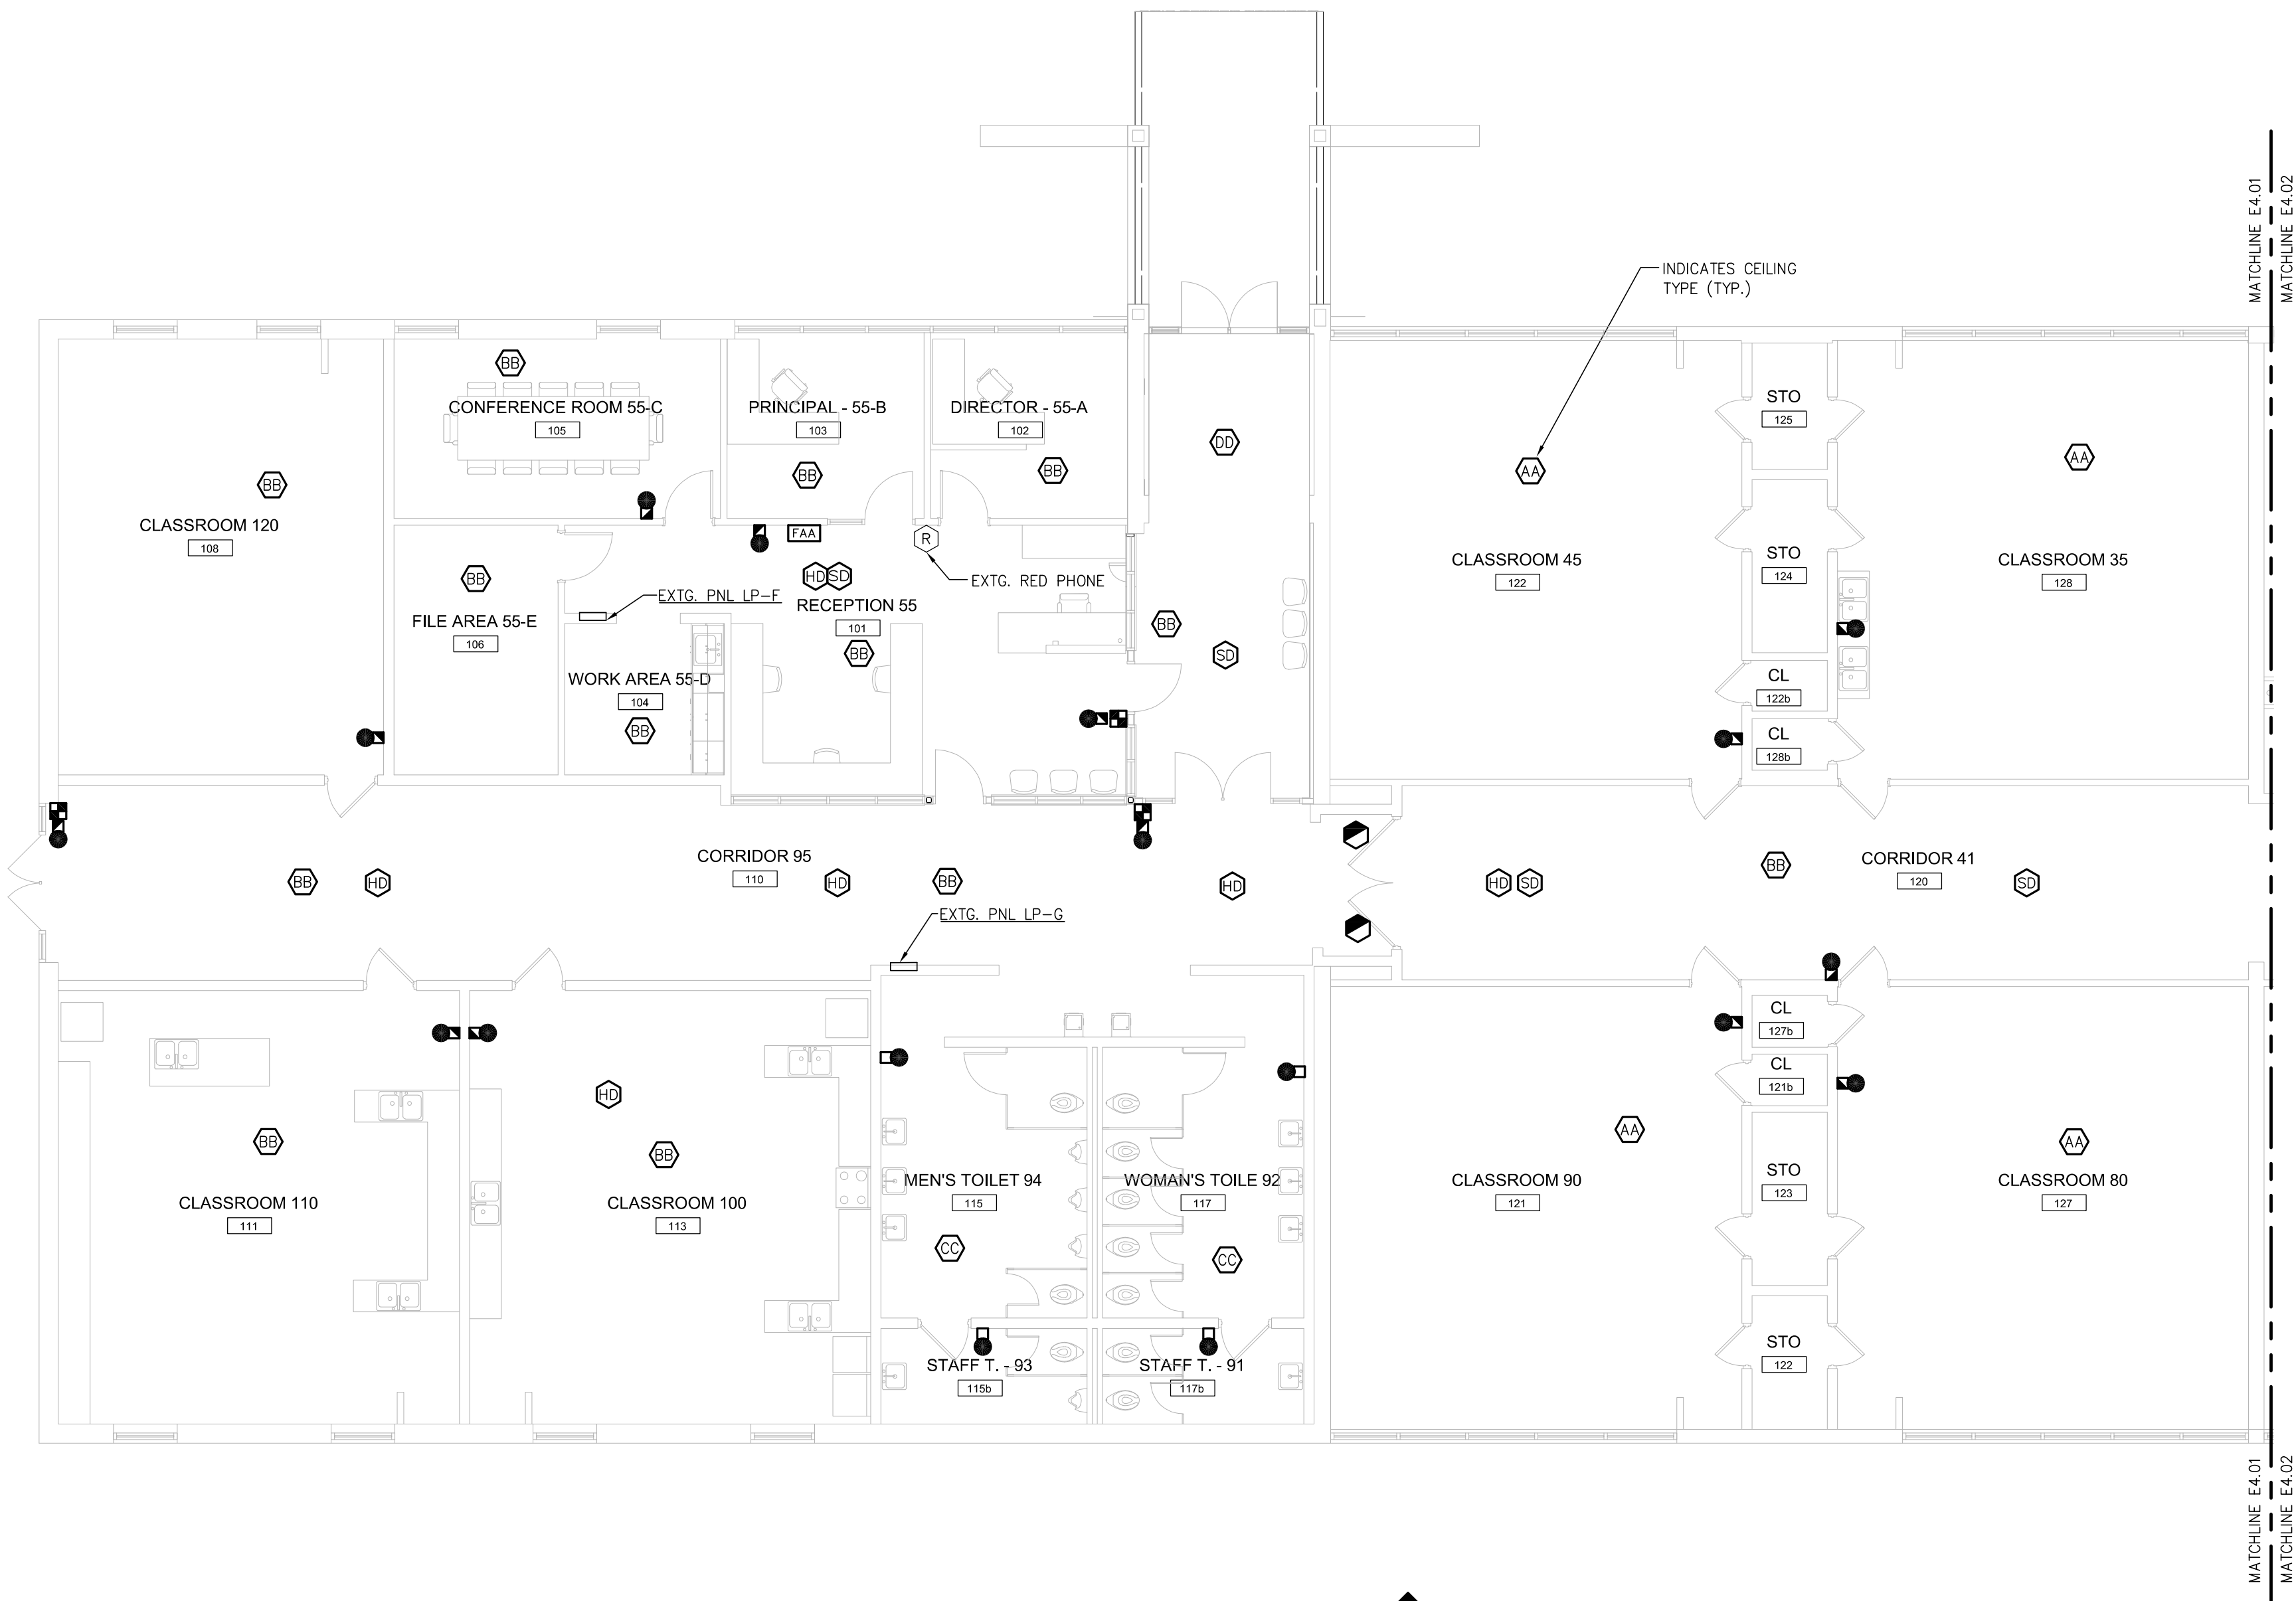 MATCHLINE E4.01
MATCHLINE E4.02
INDICATES CEILING
TYPE (TYP.)
BB
CONFERENCE ROOM 55-C
105
PRINCIPAL - 55-B
103
BB
DIRECTOR - 55-A
102
BB
DD
STO
125
AA
AA
BB
CLASSROOM 120
108
FAA
R
EXTG. RED PHONE
CLASSROOM 45
122
STO
124
CLASSROOM 35
128
BB
FILE AREA 55-E
106
EXTG. PNL LP-F
HD
SD
RECEPTION 55
101
BB
BB
SD
WORK AREA 55-D
104
BB
CL
122b
CL
128b
CORRIDOR 95
110
BB
HD
HD
BB
HD
HD
SD
BB
CORRIDOR 41
120
SD
EXTG. PNL LP-G
CL
127b
CL
121b
HD
BB
BB
AA
AA
CLASSROOM 110
111
CLASSROOM 100
113
MEN'S TOILET 94
115
WOMAN'S TOILE 92
117
CLASSROOM 90
121
STO
123
CLASSROOM 80
127
CC
CC
STAFF T. - 93
115b
STAFF T. - 91
117b
STO
122
MATCHLINE E4.01
MATCHLINE E4.02